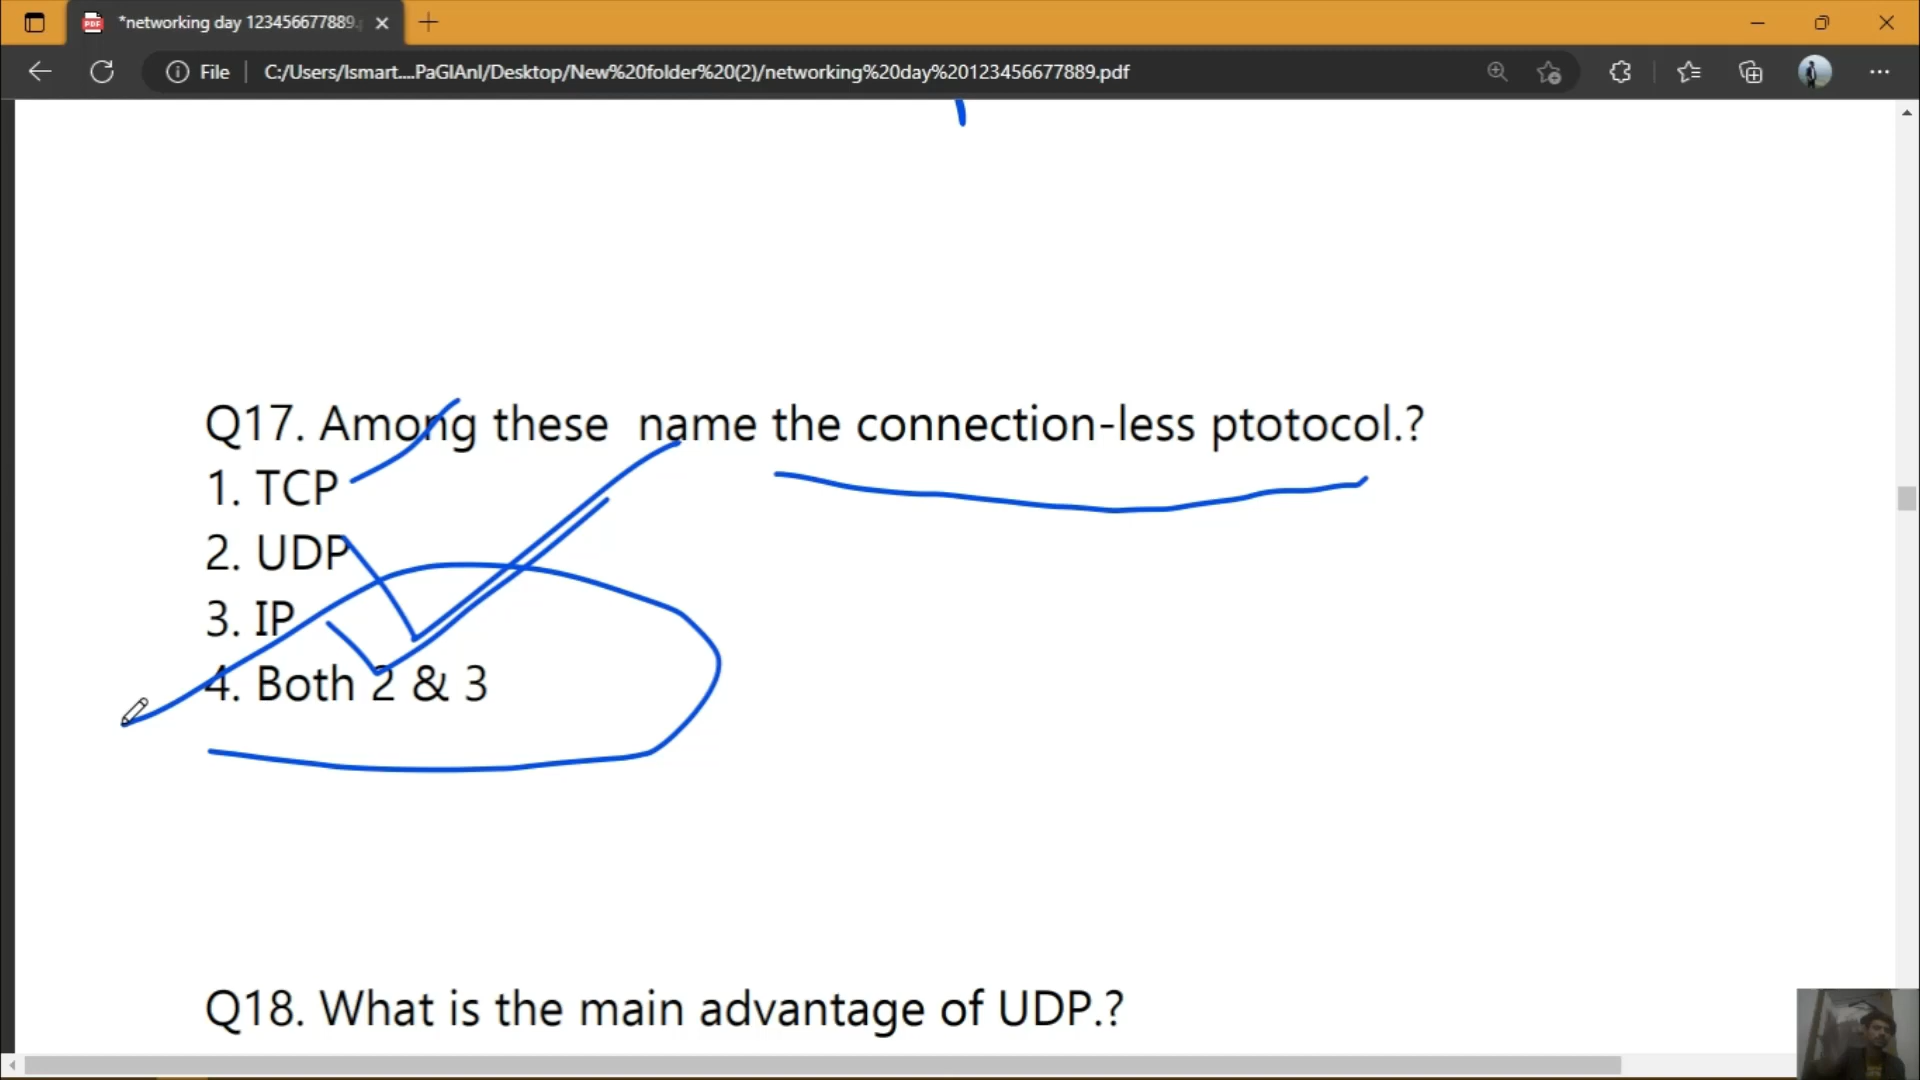 *networking day 123456677889.
File
C:/Users/Ismart....PaGlAnI/Desktop/New%20folder%20(2)/networking%20day%20123456677889.pdf
Q17. Among these name the connection-less ptotocol.?
1. TCP
2. UDP
3. IP
4. Both 2 & 3
Q18. What is the main advantage of UDP.?